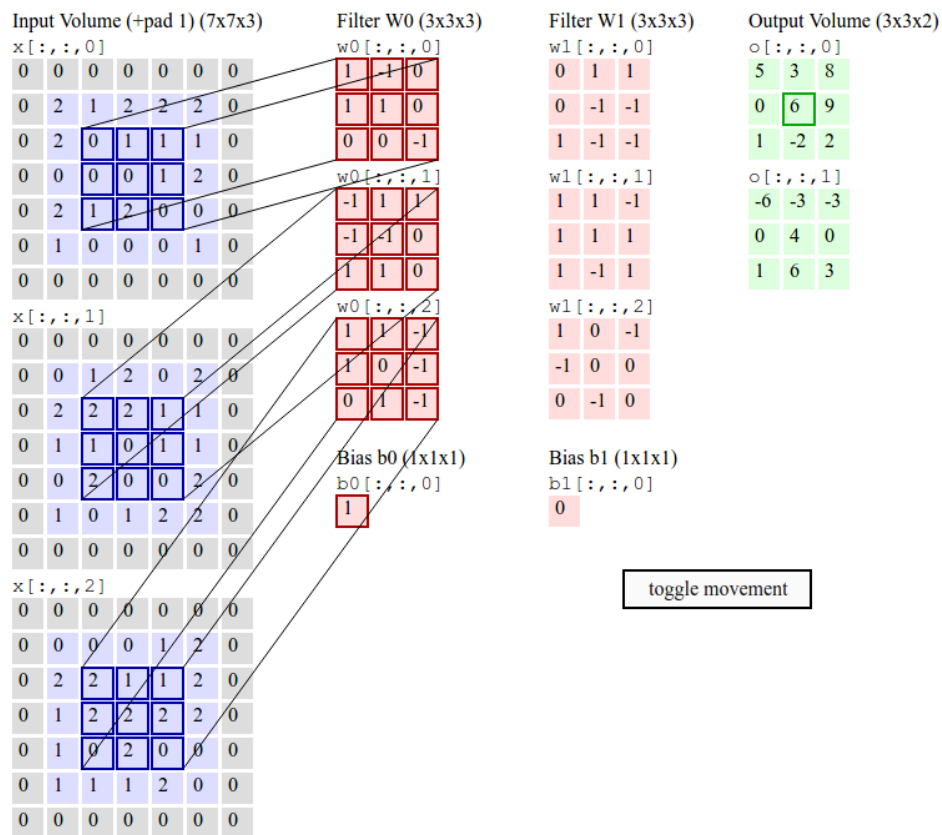 Input Volume (+pad 1) (7x7x3)
x[:,:,0]
0 0 0 0 0 0 0
0 2 1 2 2 2 0
0 2 0 1 1 1 0
0 0 0 0 1 2 0
0 2 1 2 0 0 0
0 1 0 0 0 1 0
0 0 0 0 0 0 0
x[:,:,1]
0 0 0 0 0 0 0
0 0 1 2 0 2 0
0 2 2 2 1 1 0
0 1 1 0 1 1 0
0 0 2 0 0 2 0
0 1 0 1 2 2 0
0 0 0 0 0 0 0
x[:,:,2]
0 0 0 0 0 0 0
0 0 0 0 1 2 0
0 2 2 1 1 2 0
0 1 2 2 2 2 0
0 1 0 2 0 0 0
0 1 1 1 2 0 0
0 0 0 0 0 0 0
Filter W0 (3x3x3)
w0[:,:,0]
1 -1 0
1 1 0
0 0 -1
w0[:,:,1]
-1 1 1
-1 -1 0
1 1 0
w0[:,:,2]
1 1 -1
1 0 -1
0 1 -1
Bias b0 (1x1x1)
b0[:,:,0]
1
Filter W1 (3x3x3)
w1[:,:,0]
0 1 1
0 -1 -1
1 -1 -1
w1[:,:,1]
1 1 -1
1 1 1
1 -1 1
w1[:,:,2]
1 0 -1
-1 0 0
0 -1 0
Bias b1 (1x1x1)
b1[:,:,0]
0
Output Volume (3x3x2)
o[:,:,0]
5 3 8
0 6 9
1 -2 2
o[:,:,1]
-6 -3 -3
0 4 0
1 6 3
toggle movement